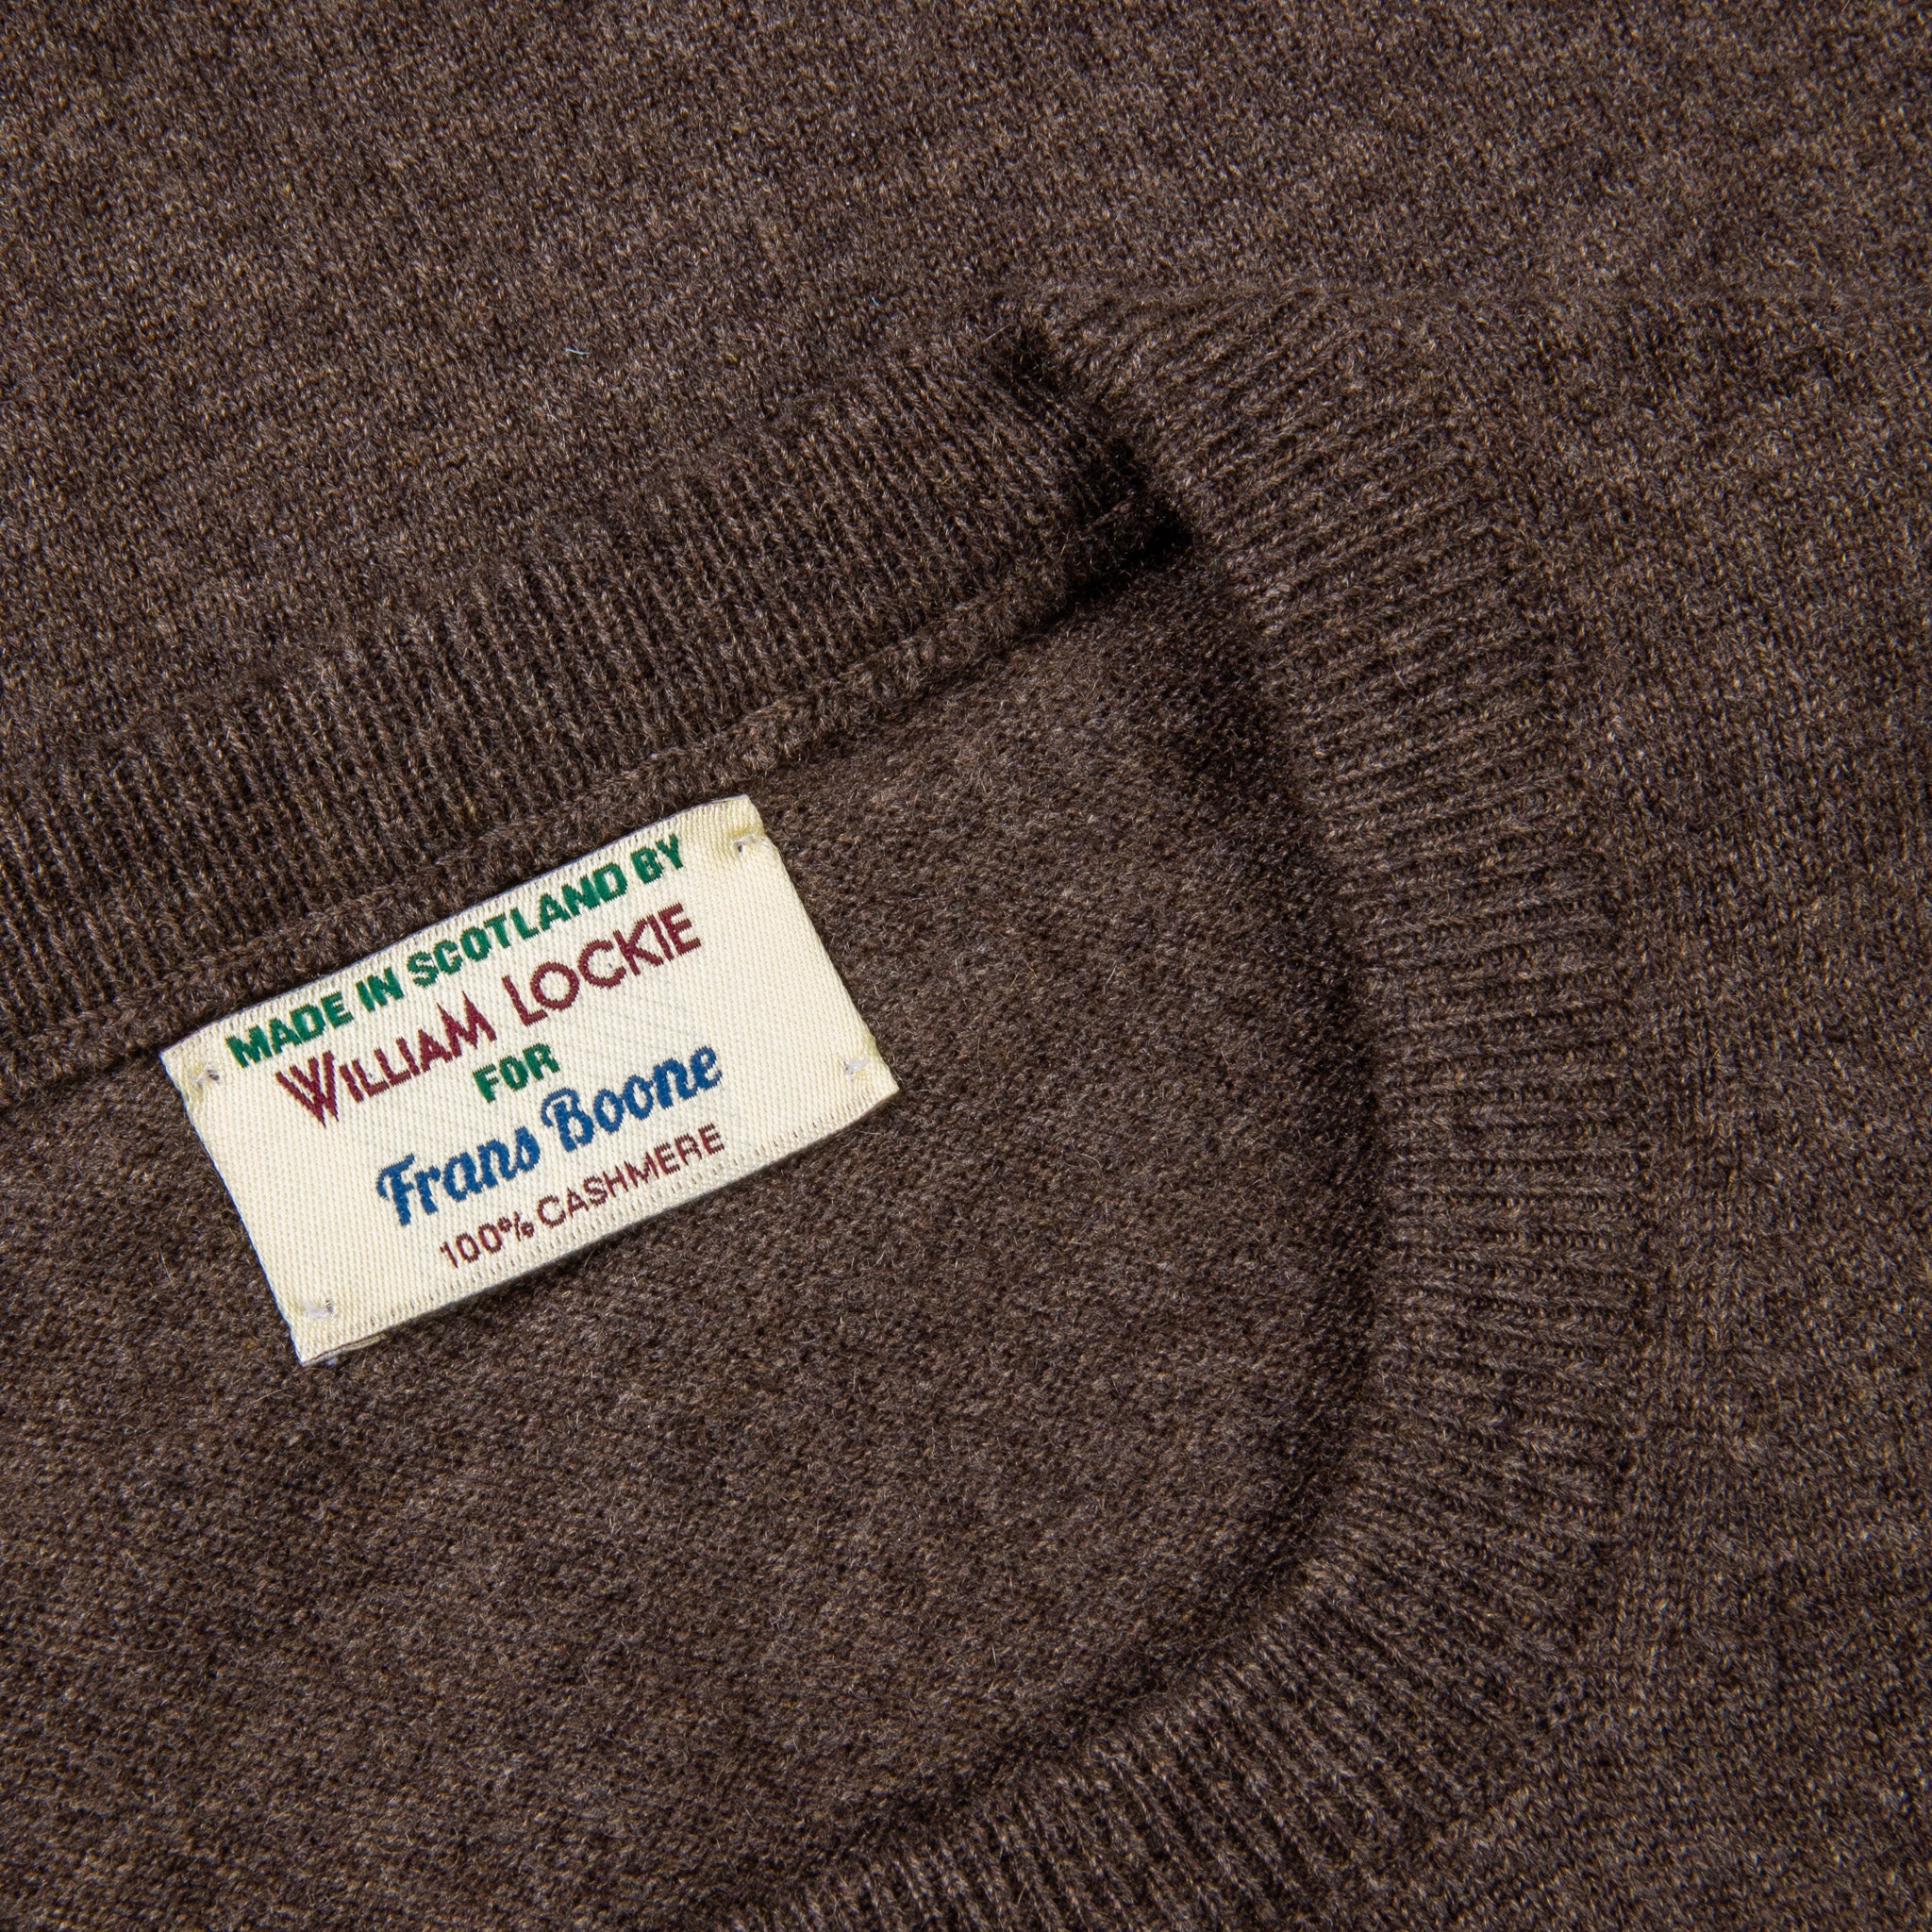 MADE IN SCOTLAND BY
WILLIAM LOCKIE
FOR
Frans Boone
100% CASHMERE